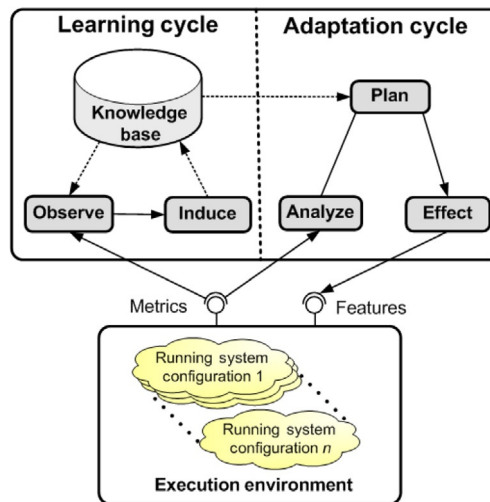 Learning cycle
Adaptation cycle
Knowledge
base
Plan
Observe
Induce
Analyze
Effect
Metrics
Features
Running system
configuration 1
Running system
configuration n
Execution environment